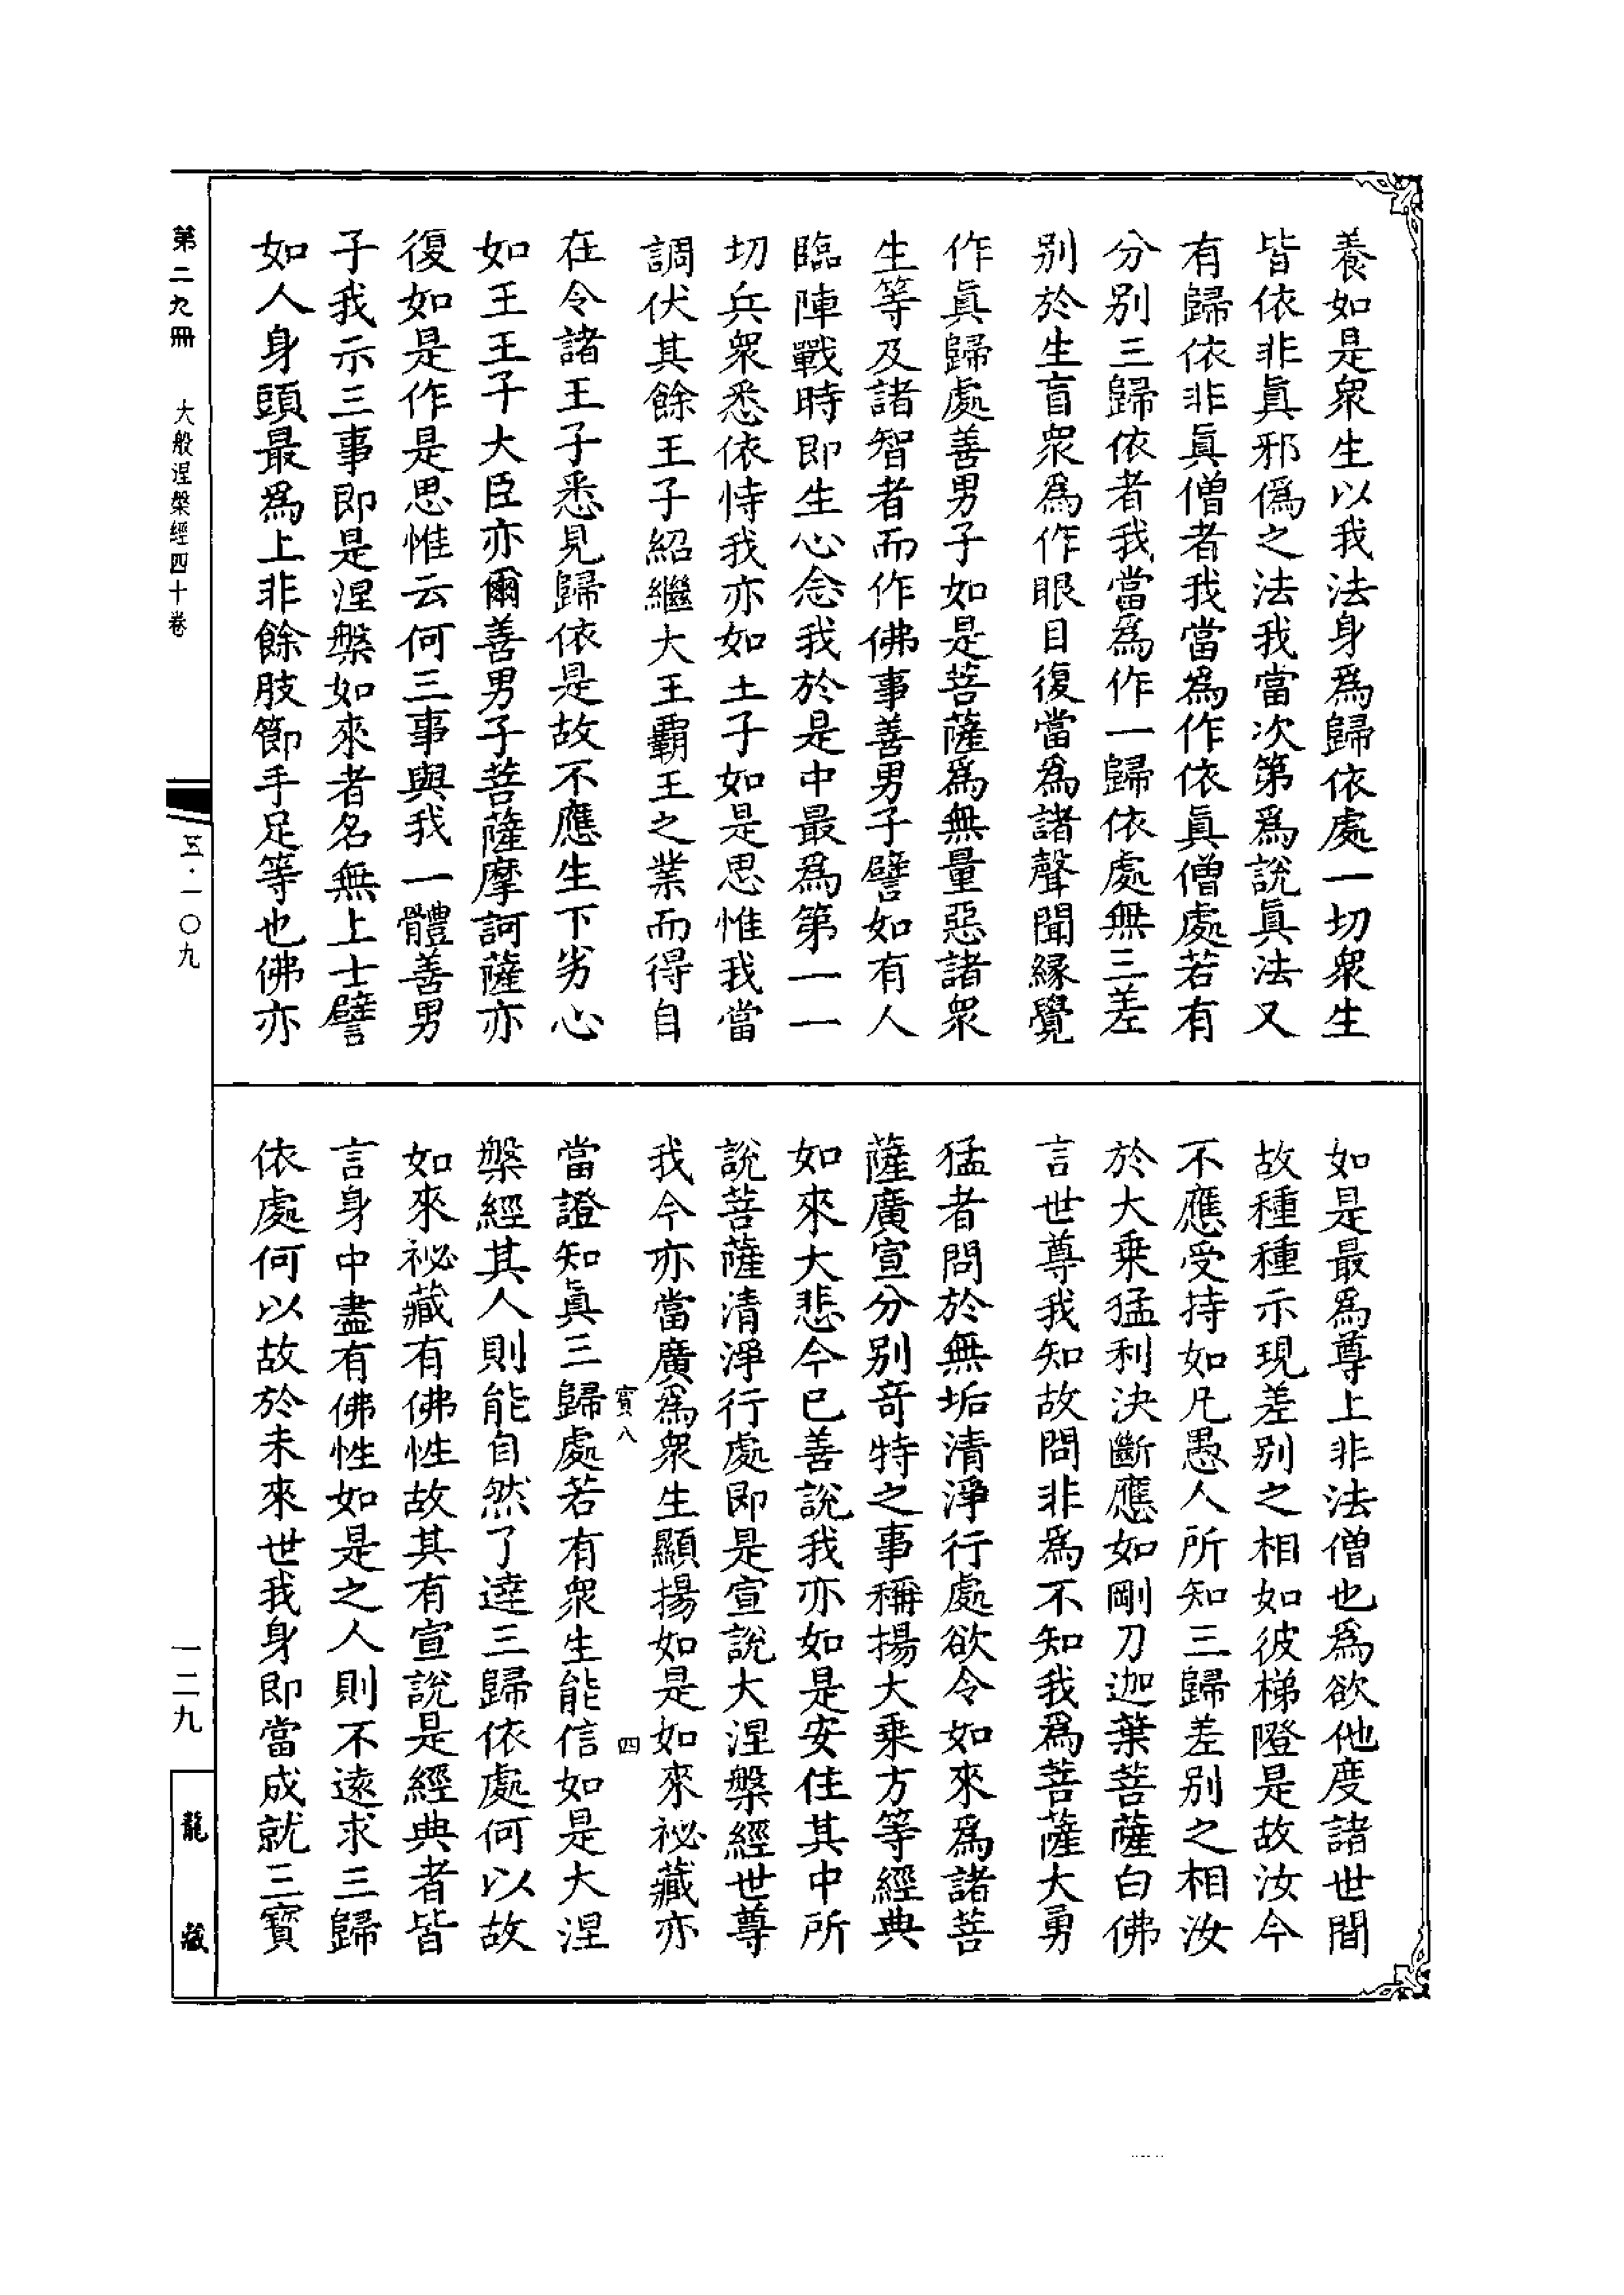 養如是衆生以我法身爲歸依處一切衆生
皆依非眞邪僞之法我當次第爲說眞法又
有歸依非眞僧者我當爲作依眞僧處若有
分别三歸依者我當爲作一歸依處無三差
别於生盲衆爲作眼目復當爲諸聲聞緣覺
作眞歸處善男子如是菩薩爲無量惡諸衆
生等及諸智者而作佛事善男子譬如有人
臨陣戰時即生心念我於是中最爲第一一
切兵衆悉依恃我亦如土子如是思惟我當
調伏其餘王子紹繼大王霸王之業而得自
在令諸王子悉見歸依是故不應生下劣心
如王王子大臣亦爾善男子菩薩摩訶薩亦
復如是作是思惟云何三事與我一體善男
子我示三事即是涅槃如來者名無上士譬
如人身頭最爲上非餘肢節手足等也佛亦
如是最爲尊上非法僧也爲欲他度諸世間
故種種示現差别之相如彼梯隥是故汝今
不應受持如凡愚人所知三歸差别之相汝
於大乗猛利決斷應如剛刀迦葉菩薩白佛
言世尊我知故問非爲不知我爲菩薩大勇
猛者問於無垢清淨行處欲令如來爲諸菩
薩廣宣分别奇特之事稱揚大乗方等經典
如來大悲今已善說我亦如是安住其中所
說菩薩清淨行處即是宣說大涅槃經世尊
我今亦當廣爲衆生顯揚如是如來祕藏亦
寳八 四
當證知眞三歸處若有衆生能信如是大涅
槃經其人則能自然了達三歸依處何以故
如來祕藏有佛性故其有宣說是經典者皆
言身中盡有佛性如是之人則不遠求三歸
依處何以故於未來世我身即當成就三寳
第二九冊 大般涅槃經四十卷
五·一〇九
一二九
龍藏